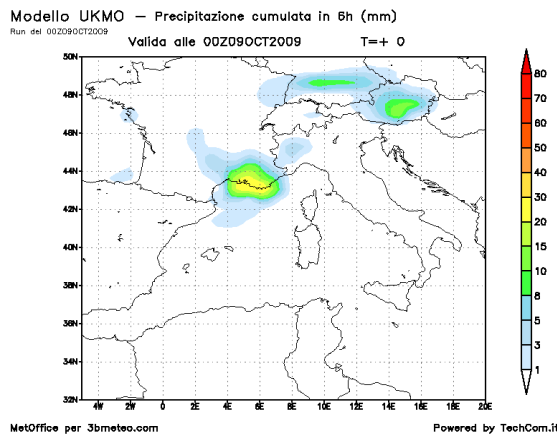 Modello UKMO – Precipitazione cumulata in 6h (mm)
Run del 00Z09OCT2009
Valida alle 00Z09OCT2009 T=+ 0
50N
48N
46N
44N
42N
40N
38N
36N
34N
32N
4W 2W 0 2E 4E 6E 8E 10E 12E 14E 16E 18E 20E
80
70
60
50
40
30
20
15
10
8
5
3
1
MetOffice per 3bmeteo.com Powered by TechCom.it